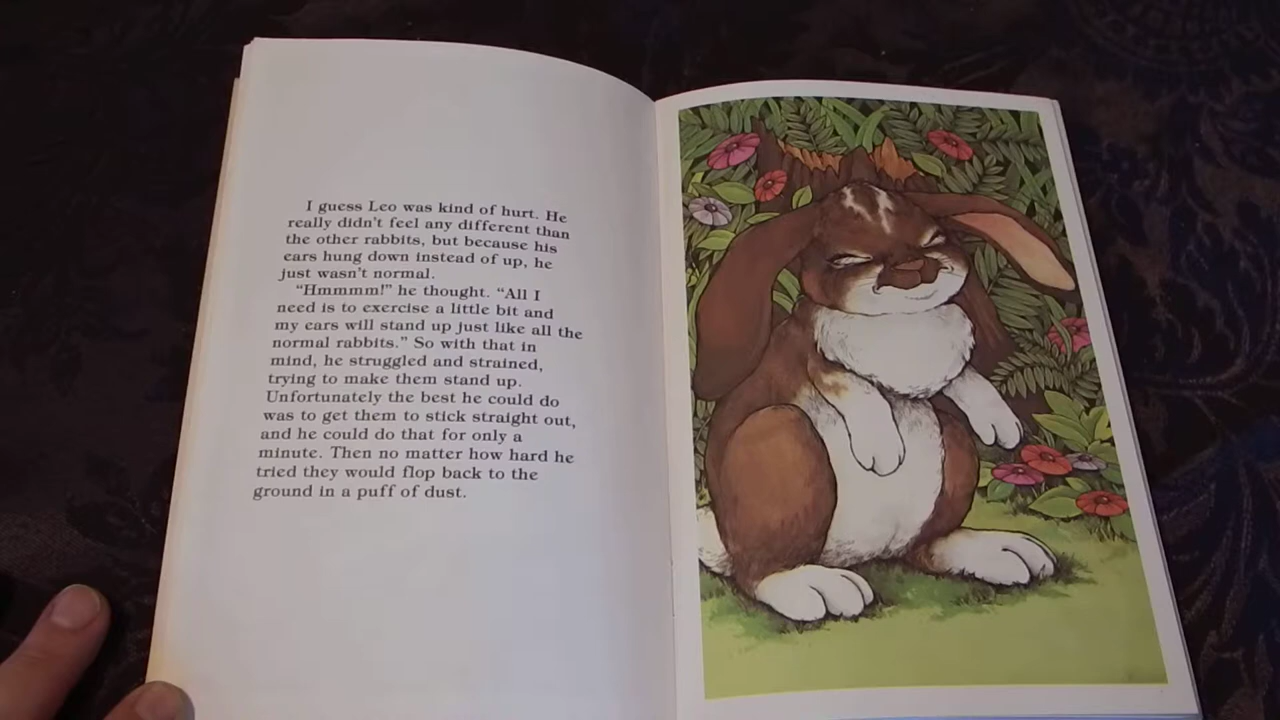 I guess Leo was kind of hurt. He
really didn't feel any different than
the other rabbits, but because his
ears hung down instead of up, he
just wasn't normal.
"Hmmmm!" he thought. "All I
need is to exercise a little bit and
my ears will stand up just like all the
normal rabbits." So with that in
mind, he struggled and strained,
trying to make them stand up.
Unfortunately the best he could do
was to get them to stick straight out,
and he could do that for only a
minute. Then no matter how hard he
tried they would flop back to the
ground in a puff of dust.